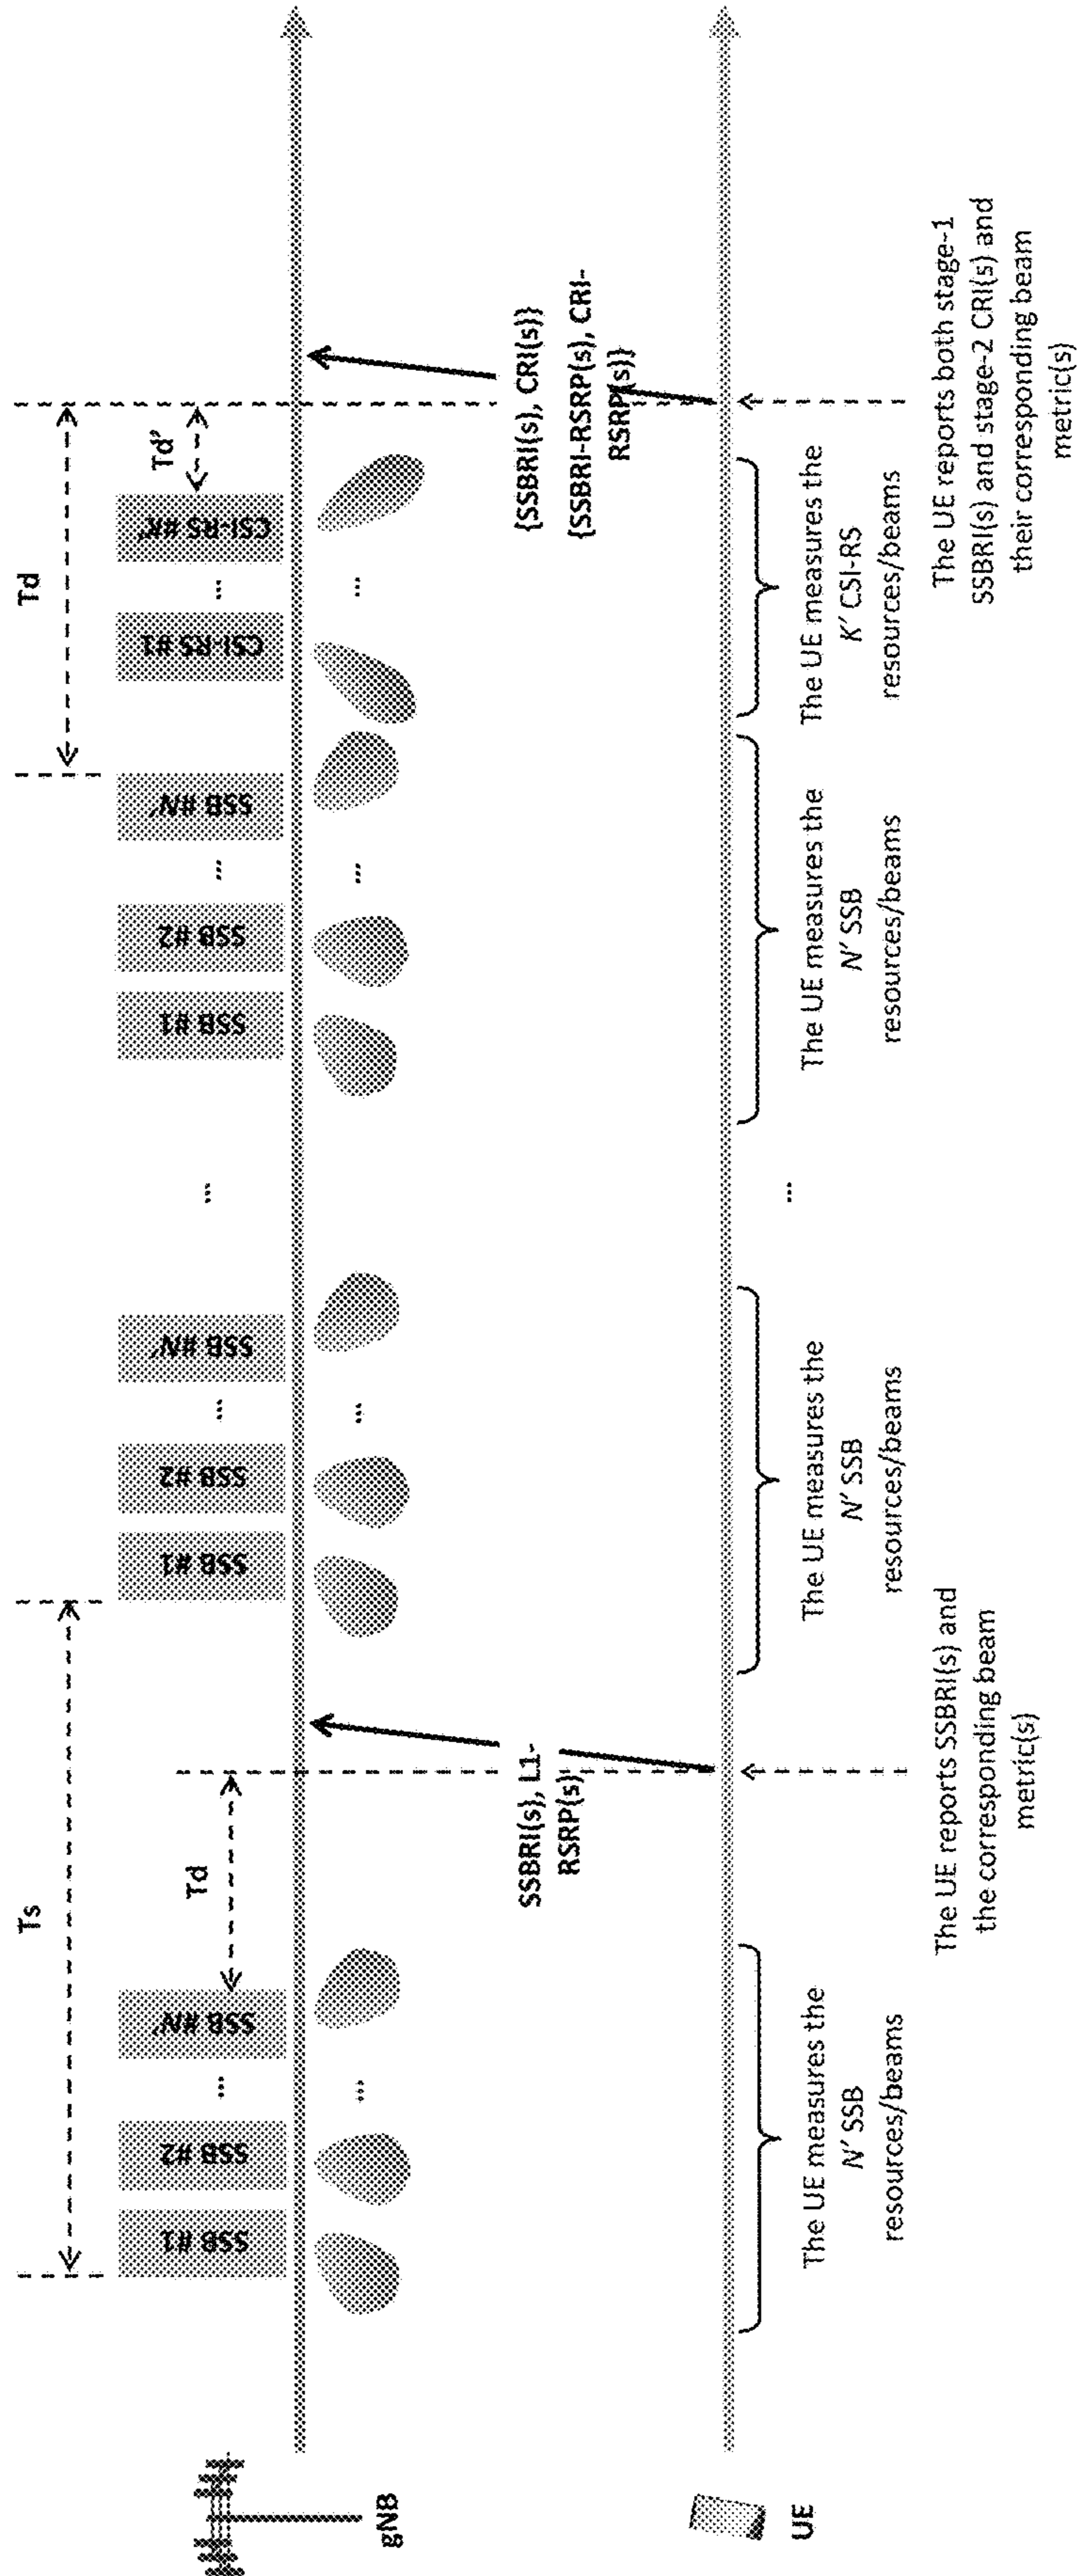 Ts
Td
Td
Td'
SSB #1
SSB #2
...
SSB #N'
...
SSB #1
SSB #2
...
SSB #N'
...
...
SSB #1
SSB #2
...
SSB #N'
...
CSI-RS #1
...
CSI-RS #K'
...
gNB
SSBRI(s), L1-
RSRP(s)
{SSBRI(s), CRI(s)}
{SSBRI-RSRP(s), CRI-
RSRP(s)}
UE
The UE measures the
N' SSB
resources/beams
The UE measures the
N' SSB
resources/beams
...
The UE measures the
N' SSB
resources/beams
The UE measures the
K' CSI-RS
resources/beams
The UE reports SSBRI(s) and
the corresponding beam
metric(s)
The UE reports both stage-1
SSBRI(s) and stage-2 CRI(s) and
their corresponding beam
metric(s)